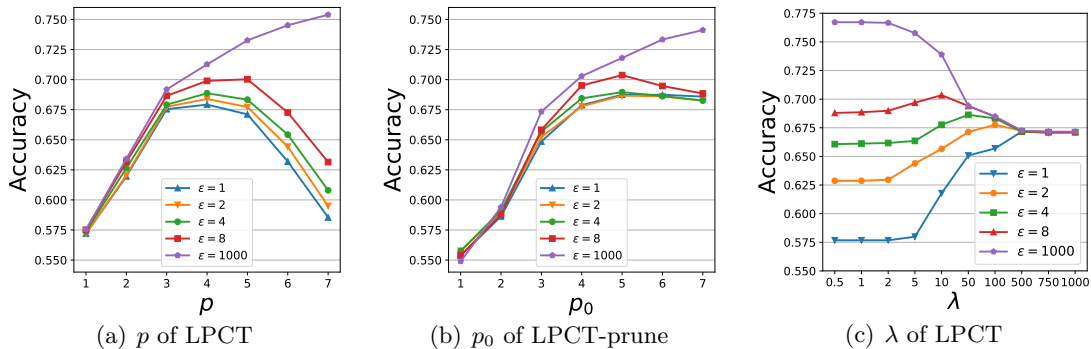 Accuracy
0.750
0.725
0.700
0.675
0.650
0.625
0.600
0.575
0.550
1 2 3 4 5 6 7
p
ε = 1
ε = 2
ε = 4
ε = 8
ε = 1000
(a) p of LPCT
Accuracy
0.750
0.725
0.700
0.675
0.650
0.625
0.600
0.575
0.550
1 2 3 4 5 6 7
p₀
ε = 1
ε = 2
ε = 4
ε = 8
ε = 1000
(b) p₀ of LPCT-prune
Accuracy
0.775
0.750
0.725
0.700
0.675
0.650
0.625
0.600
0.575
0.550
0.5 1 2 5 10 50 100 500 750 1000
λ
ε = 1
ε = 2
ε = 4
ε = 8
ε = 1000
(c) λ of LPCT